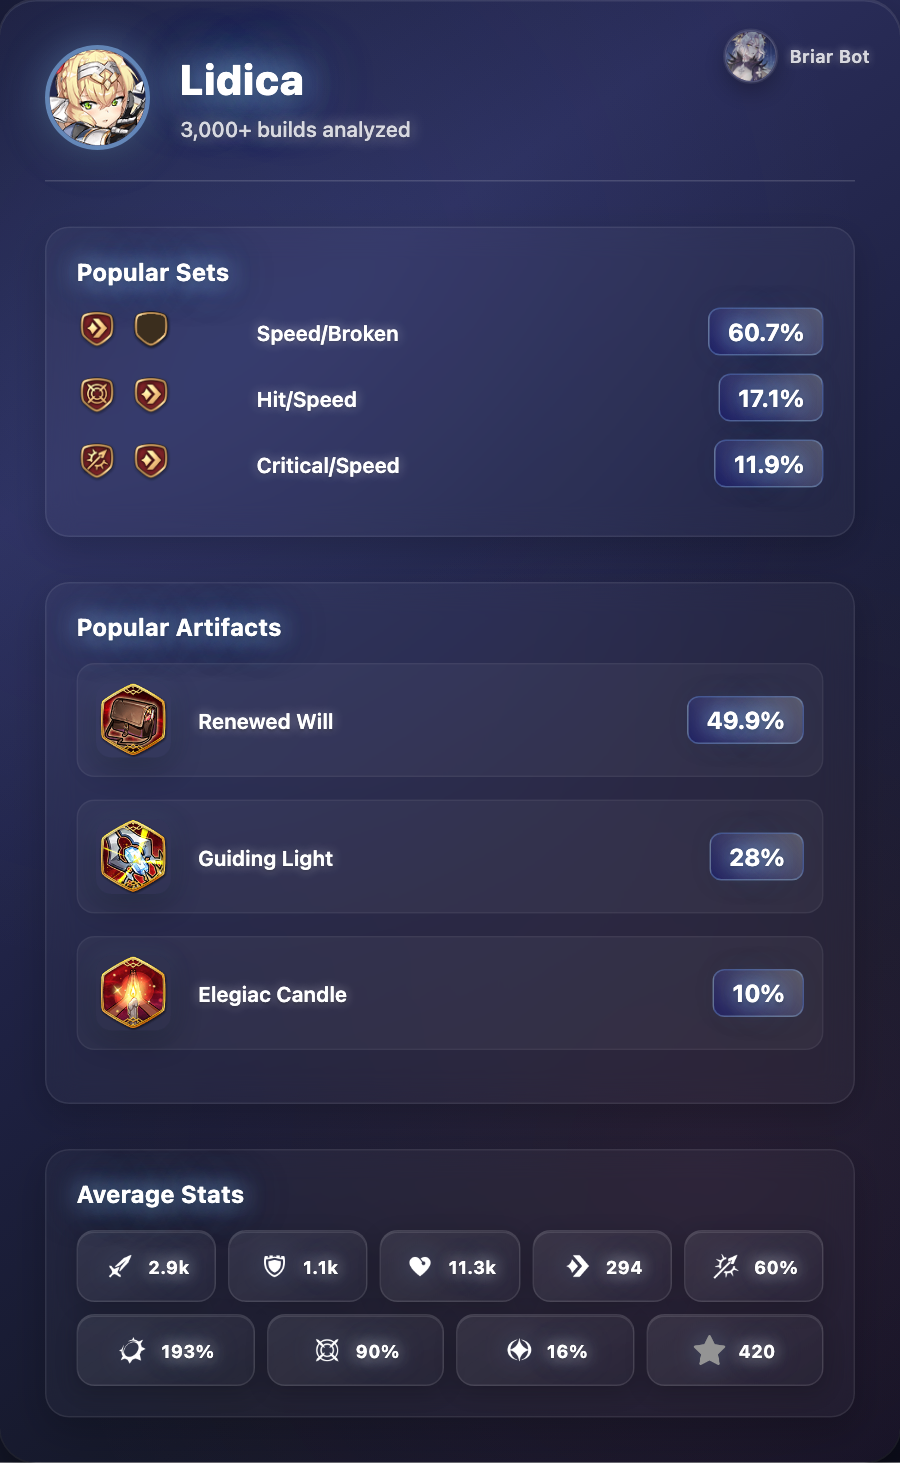 Lidica
3,000+ builds analyzed
Briar Bot
Popular Sets
Speed/Broken 60.7%
Hit/Speed 17.1%
Critical/Speed 11.9%
Popular Artifacts
Renewed Will 49.9%
Guiding Light 28%
Elegiac Candle 10%
Average Stats
2.9k 1.1k 11.3k 294 60%
193% 90% 16% 420